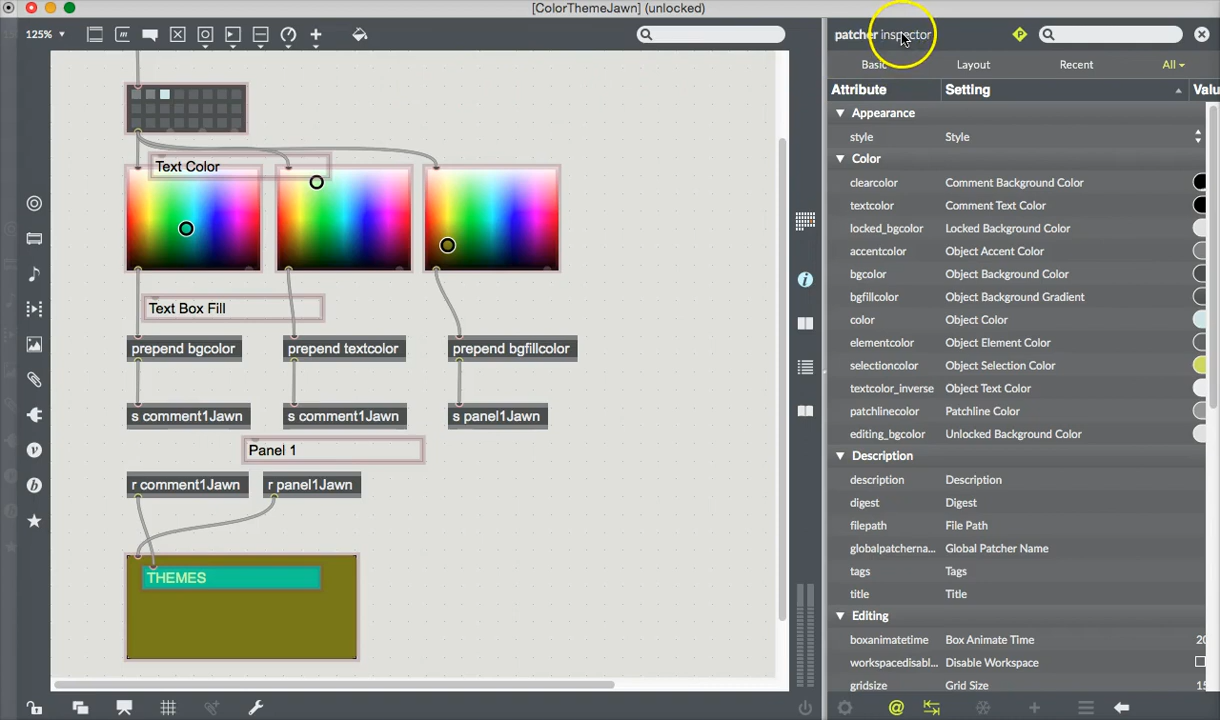 [ColorThemeJawn] (unlocked)
125%
patcher inspector
Basic
Layout
Recent
All
Attribute
Setting
Valu
Appearance
style
Style
Color
clearcolor
Comment Background Color
textcolor
Comment Text Color
locked_bgcolor
Locked Background Color
accentcolor
Object Accent Color
bgcolor
Object Background Color
bgfillcolor
Object Background Gradient
color
Object Color
elementcolor
Object Element Color
selectioncolor
Object Selection Color
textcolor_inverse
Object Text Color
patchlinecolor
Patchline Color
editing_bgcolor
Unlocked Background Color
Description
description
Description
digest
Digest
filepath
File Path
globalpatcherna...
Global Patcher Name
tags
Tags
title
Title
Editing
boxanimatetime
Box Animate Time
20
workspacedisabl...
Disable Workspace
gridsize
Grid Size
15
Text Color
Text Box Fill
prepend bgcolor
prepend textcolor
prepend bgfillcolor
s comment1Jawn
s comment1Jawn
s panel1Jawn
Panel 1
r comment1Jawn
r panel1Jawn
THEMES